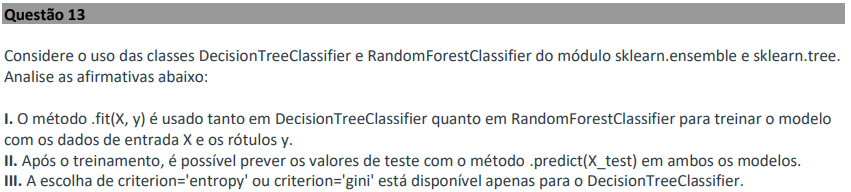 Questão 13
Considere o uso das classes DecisionTreeClassifier e RandomForestClassifier do módulo sklearn.ensemble e sklearn.tree.
Analise as afirmativas abaixo:
I. O método .fit(X, y) é usado tanto em DecisionTreeClassifier quanto em RandomForestClassifier para treinar o modelo
com os dados de entrada X e os rótulos y.
II. Após o treinamento, é possível prever os valores de teste com o método .predict(X_test) em ambos os modelos.
III. A escolha de criterion='entropy' ou criterion='gini' está disponível apenas para o DecisionTreeClassifier.